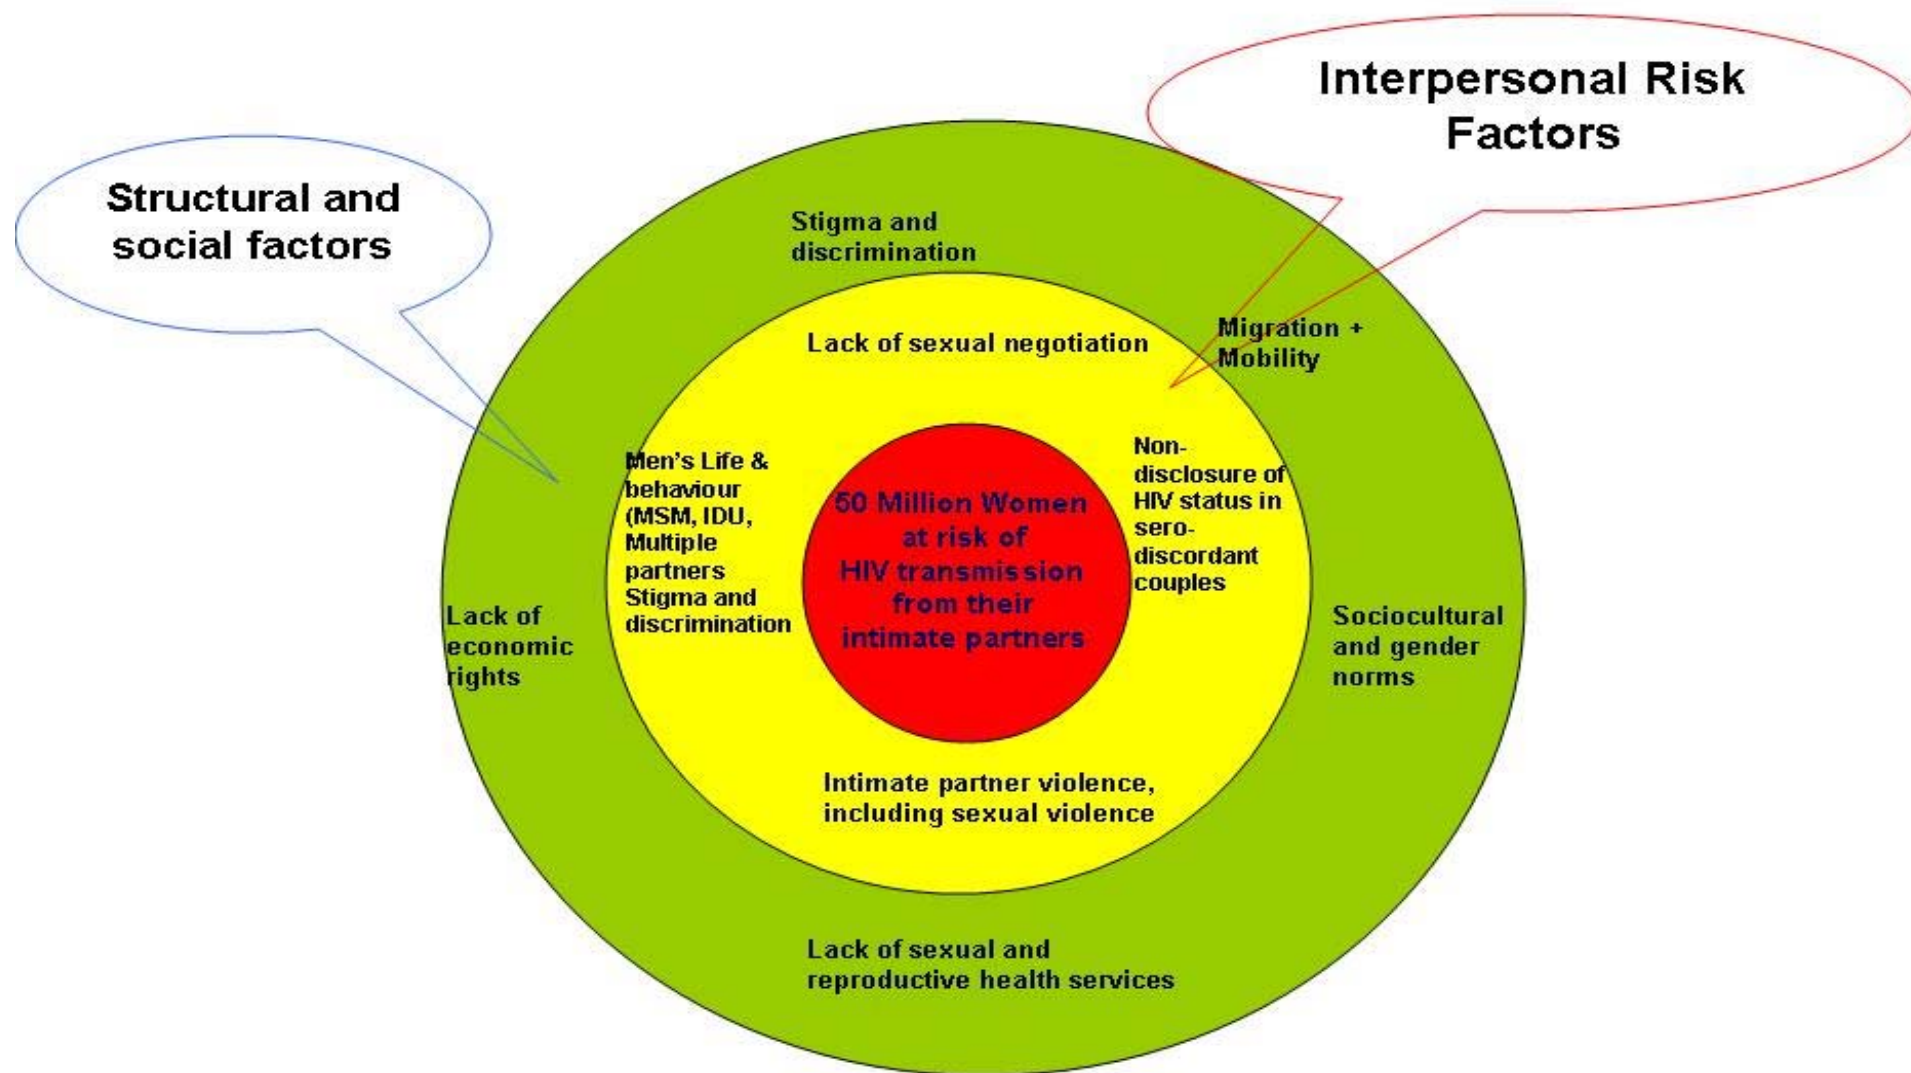 Interpersonal Risk
Factors
Structural and
social factors
Stigma and
discrimination
Migration +
Mobility
Lack of sexual negotiation
Men's Life &
behaviour
(MSM, IDU,
Multiple
partners
Stigma and
discrimination
50 Million Women
at risk of
HIV transmission
from their
intimate partners
Non-
disclosure of
HIV status in
sero-
discordant
couples
Lack of
economic
rights
Sociocultural
and gender
norms
Intimate partner violence,
including sexual violence
Lack of sexual and
reproductive health services